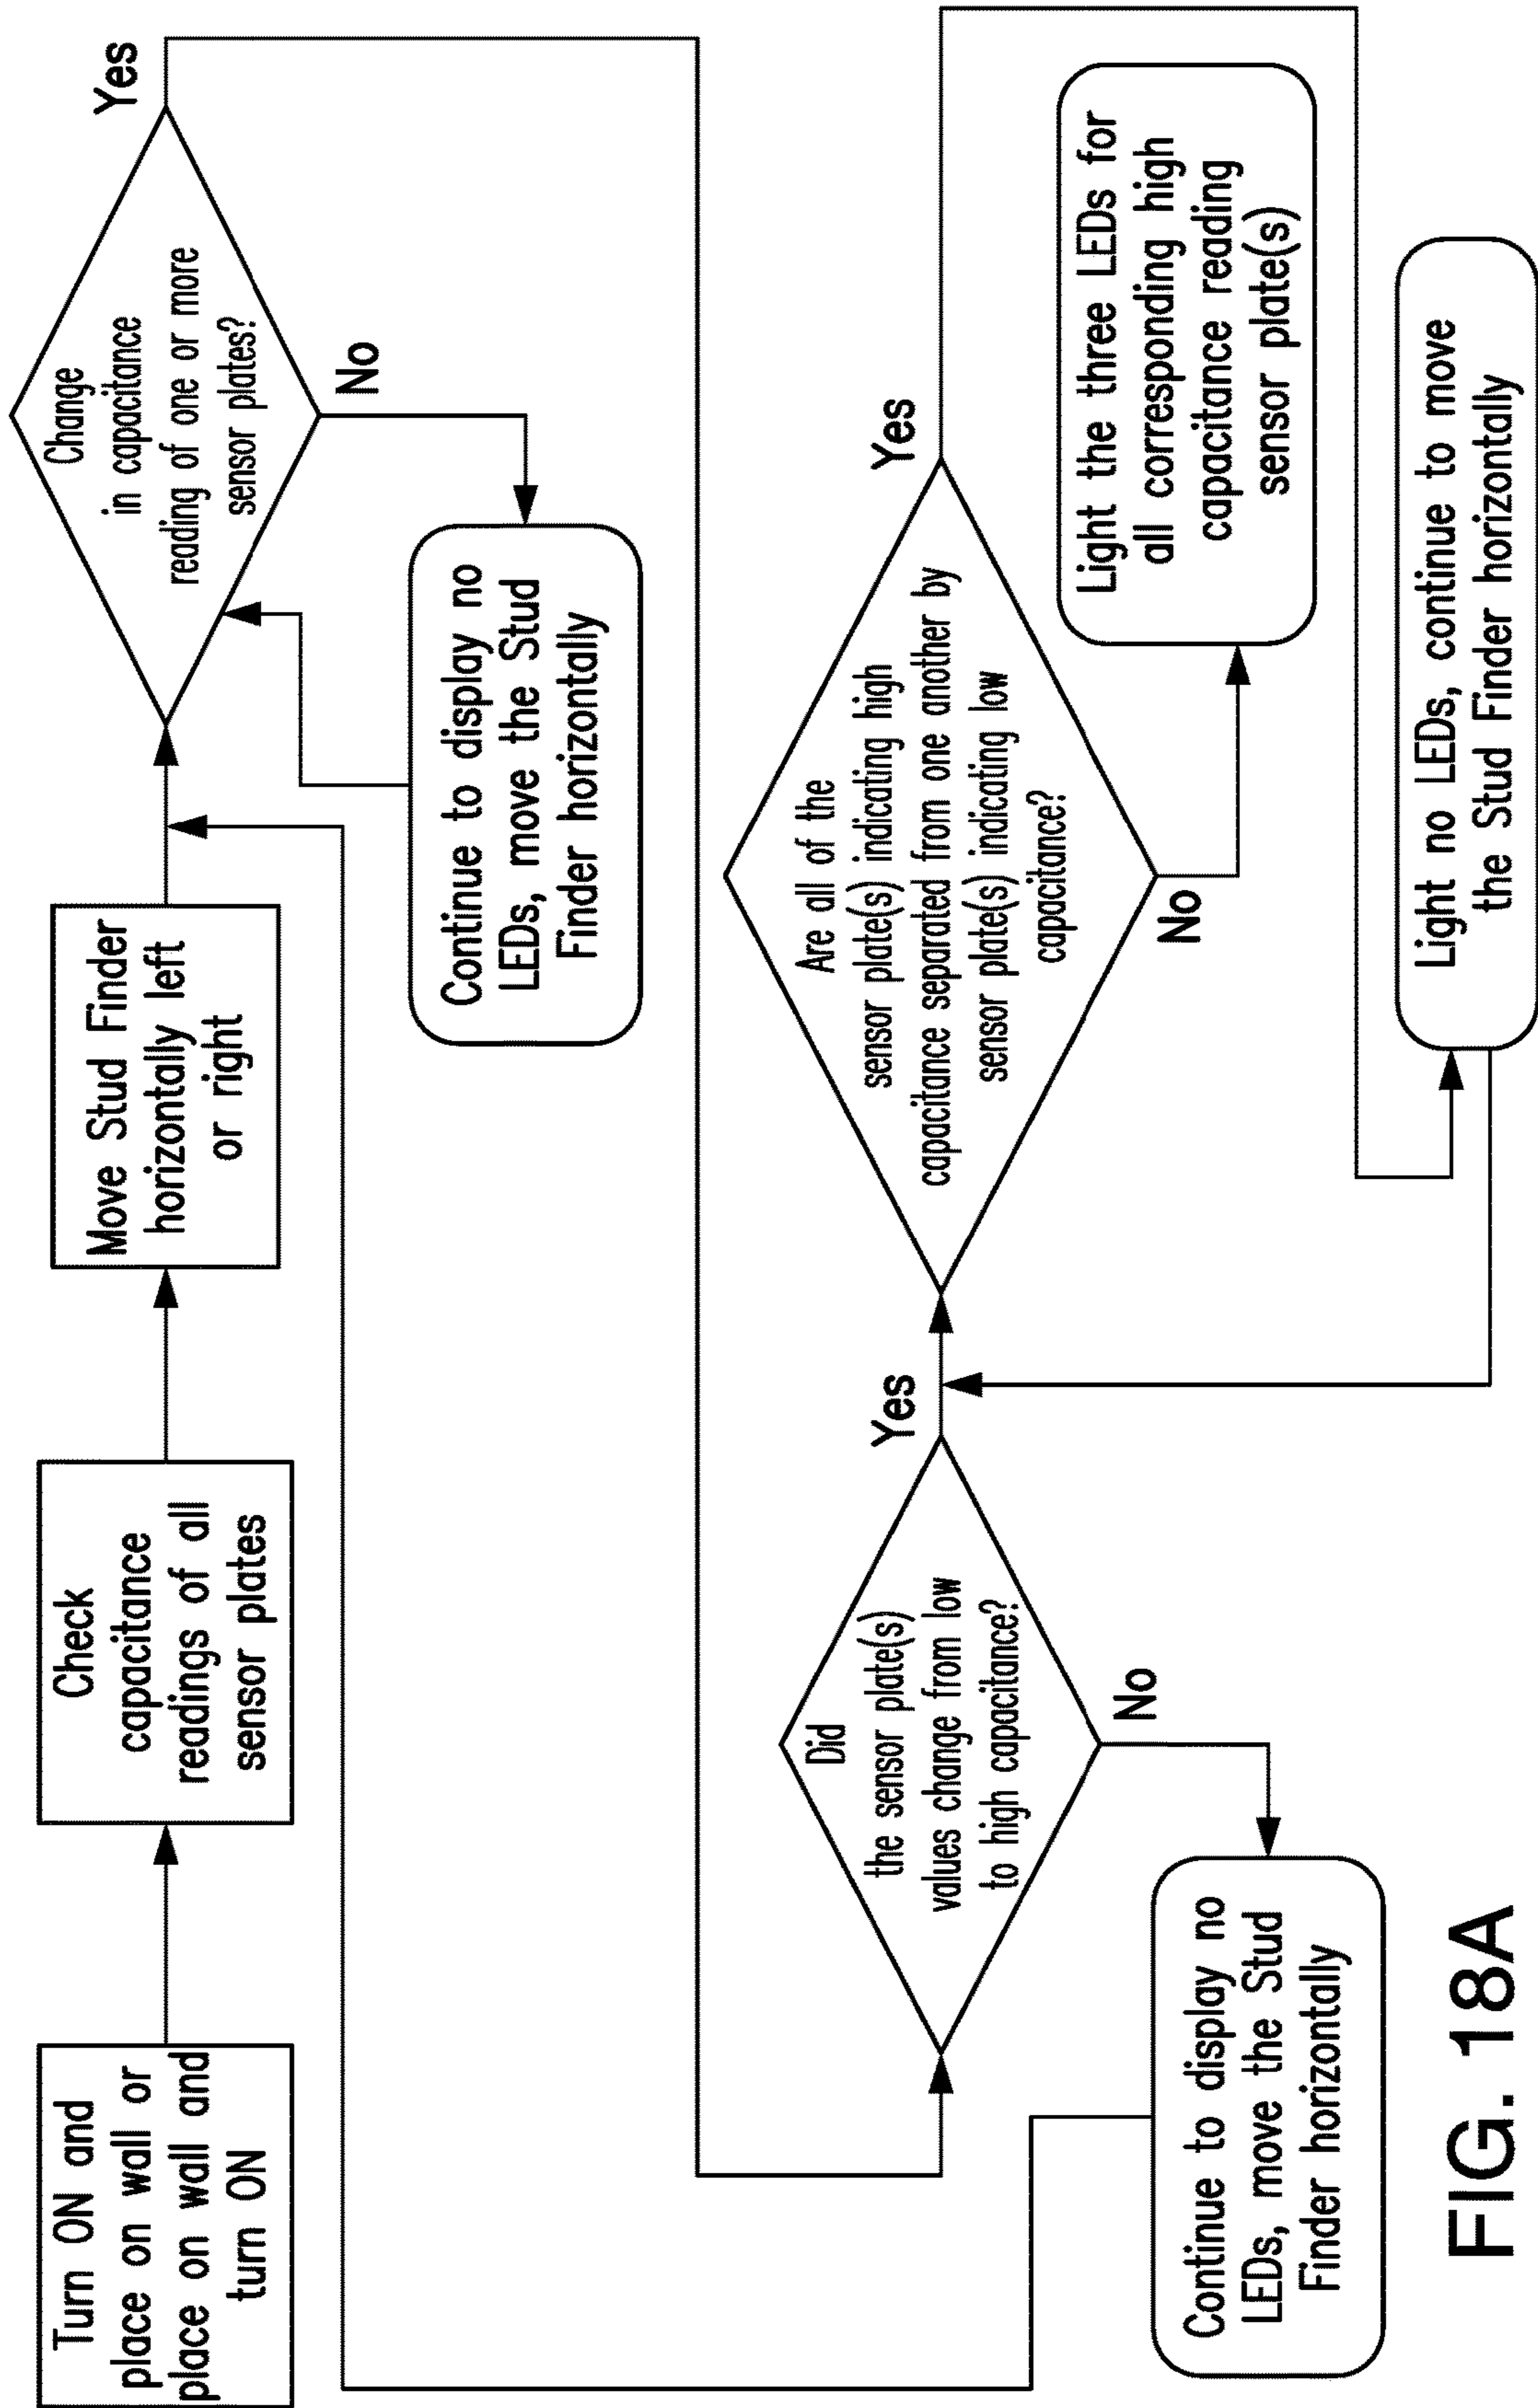 Turn ON and
place on wall or
place on wall and
turn ON
Check
capacitance
readings of all
sensor plates
Move Stud Finder
horizontally left
or right
Change
in capacitance
reading of one or more
sensor plates?
Yes
No
Continue to display no
LEDs, move the Stud
Finder horizontally
Did
the sensor plate(s)
values change from low
to high capacitance?
Yes
No
Continue to display no
LEDs, move the Stud
Finder horizontally
Are all of the
sensor plate(s) indicating high
capacitance separated from one another by
sensor plate(s) indicating low
capacitance?
Yes
No
Light the three LEDs for
all corresponding high
capacitance reading
sensor plate(s)
Light no LEDs, continue to move
the Stud Finder horizontally
FIG. 18A